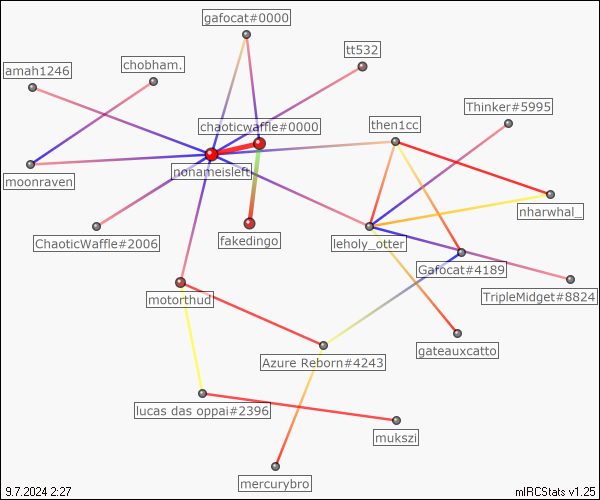 gafocat#0000
tt532
chobham.
amah1246
Thinker#5995
chaoticwaffle#0000
then1cc
nonameisleft
moonraven
nharwhal_
ChaoticWaffle#2006
fakedingo
leholy_otter
Gafocat#4189
motorthud
TripleMidget#8824
gateauxcatto
Azure Reborn#4243
lucas das oppai#2396
mukszi
mercurybro
9.7.2024 2:27
mIRCStats v1.25